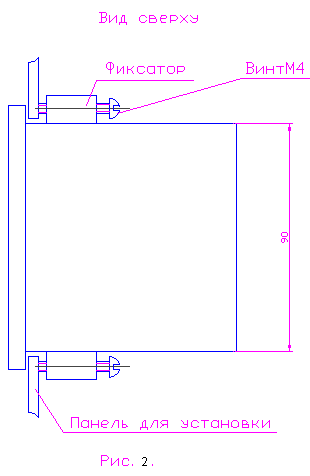 Вид сверху
Фиксатор
ВинтМ4
90
Панель для установки
Рис. 2.